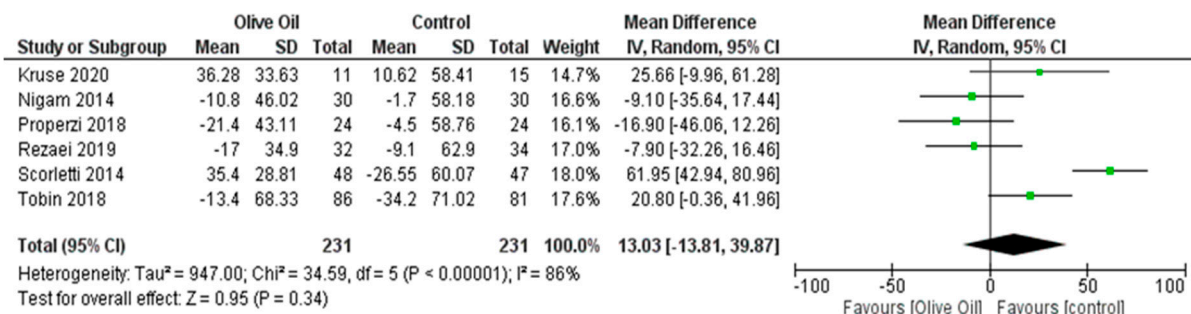 Olive Oil Control Mean Difference Mean Difference
Study or Subgroup Mean SD Total Mean SD Total Weight IV, Random, 95% CI IV, Random, 95% CI
Kruse 2020 36.28 33.63 11 10.62 58.41 15 14.7% 25.66 [-9.96, 61.28]
Nigam 2014 -10.8 46.02 30 -1.7 58.18 30 16.6% -9.10 [-35.64, 17.44]
Properzi 2018 -21.4 43.11 24 -4.5 58.76 24 16.1% -16.90 [-46.06, 12.26]
Rezaei 2019 -17 34.9 32 -9.1 62.9 34 17.0% -7.90 [-32.26, 16.46]
Scorletti 2014 35.4 28.81 48 -26.55 60.07 47 18.0% 61.95 [42.94, 80.96]
Tobin 2018 -13.4 68.33 86 -34.2 71.02 81 17.6% 20.80 [-0.36, 41.96]
Total (95% CI) 231 231 100.0% 13.03 [-13.81, 39.87]
Heterogeneity: Tau² = 947.00; Chi² = 34.59, df = 5 (P < 0.00001); I² = 86%
Test for overall effect: Z = 0.95 (P = 0.34)
-100 -50 0 50 100
Favours [Olive Oil] Favours [control]